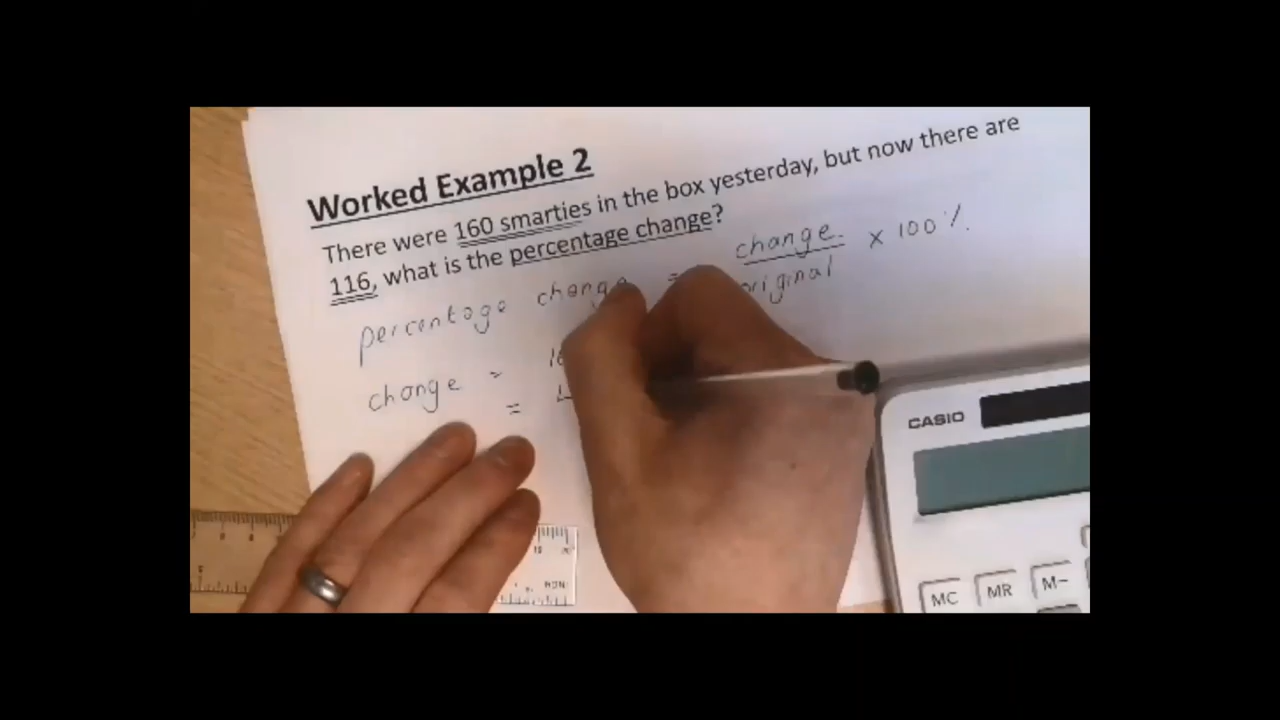 Worked Example 2
There were 160 smarties in the box yesterday, but now there are
116, what is the percentage change?
percentage change = change × 100%
original
change =
=
CASIO
MC MR M−